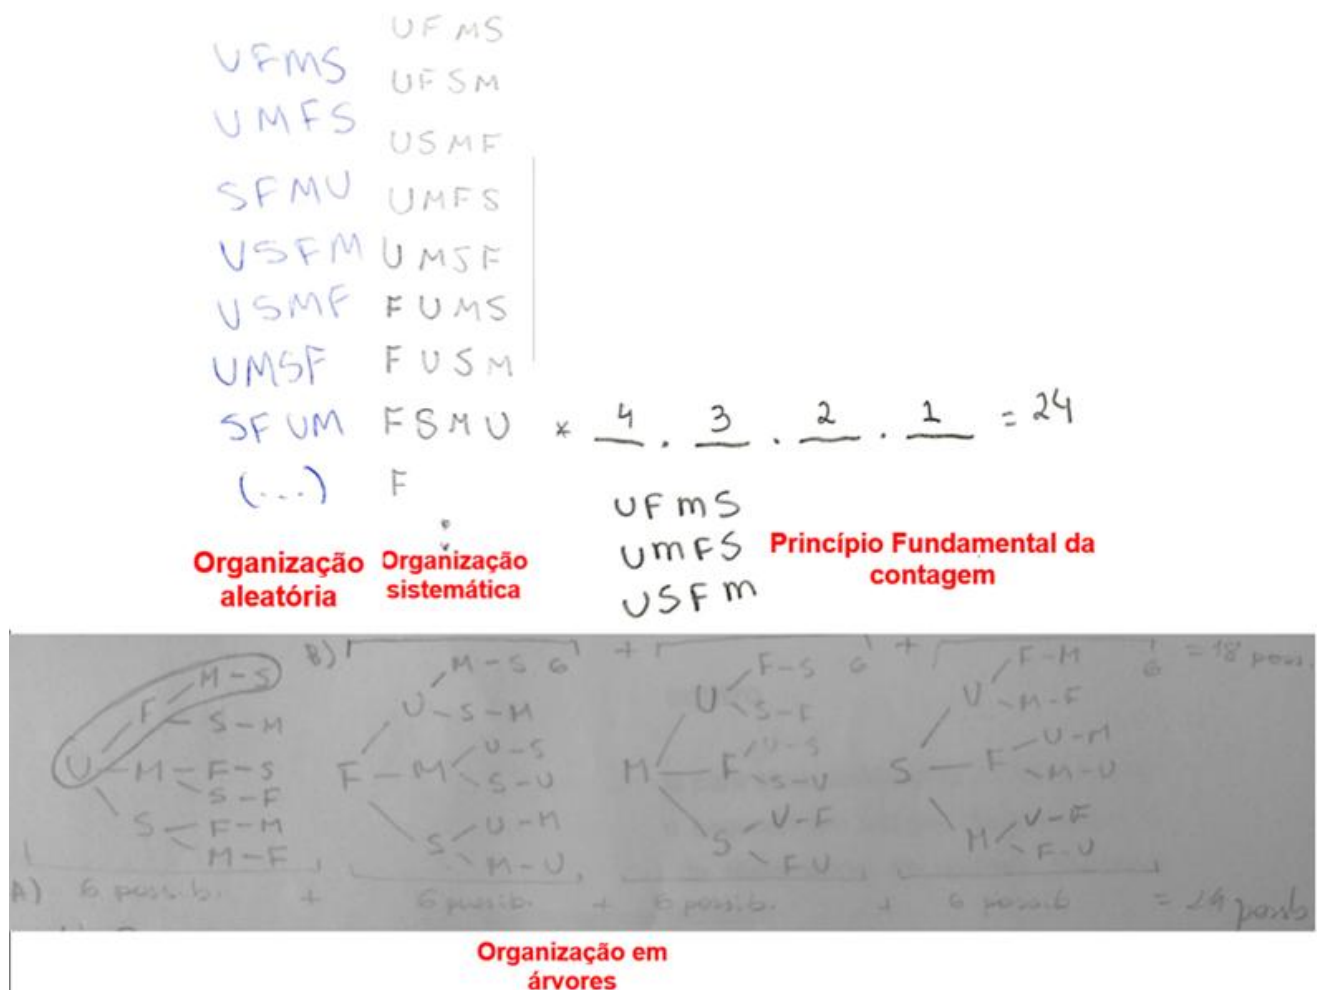 UFMS
UMFS
SFMU
USFM
USMF
UMSF
SFUM
(...)
Organização
aleatória
UFMS
UFSM
USMF
UMFS
UMSF
FUMS
FUSM
FSMU
F
Organização
sistemática
* 4 . 3 . 2 . 1 = 24
UFmS
UmFS
USFm
Princípio Fundamental da
contagem
B) 6 + 6 + 6 = 18 poss.
U
F
M-S
S-M
M
F-S
S-F
S
F-M
M-F
F
U
M-S
S-M
M
U-S
S-U
S
U-M
M-U
M
U
F-S
S-F
F
U-S
S-U
S
U-F
F-U
S
U
F-M
M-F
F
U-M
M-U
M
U-F
F-U
A) 6 possib. + 6 possib. + 6 possib. + 6 possib = 24 possib
Organização em
árvores